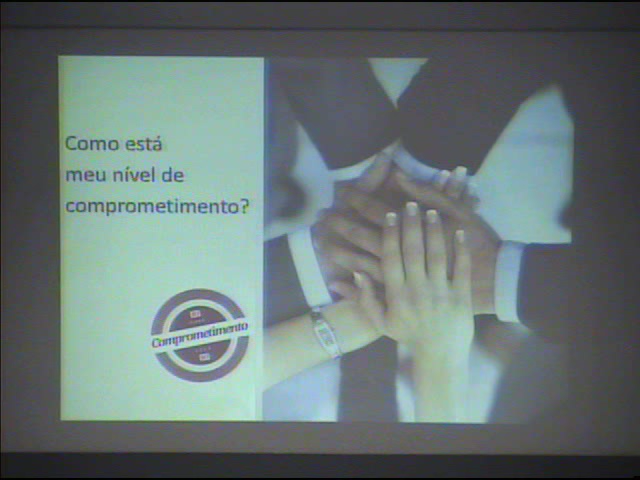 Como está
meu nível de
comprometimento?
Comprometimento